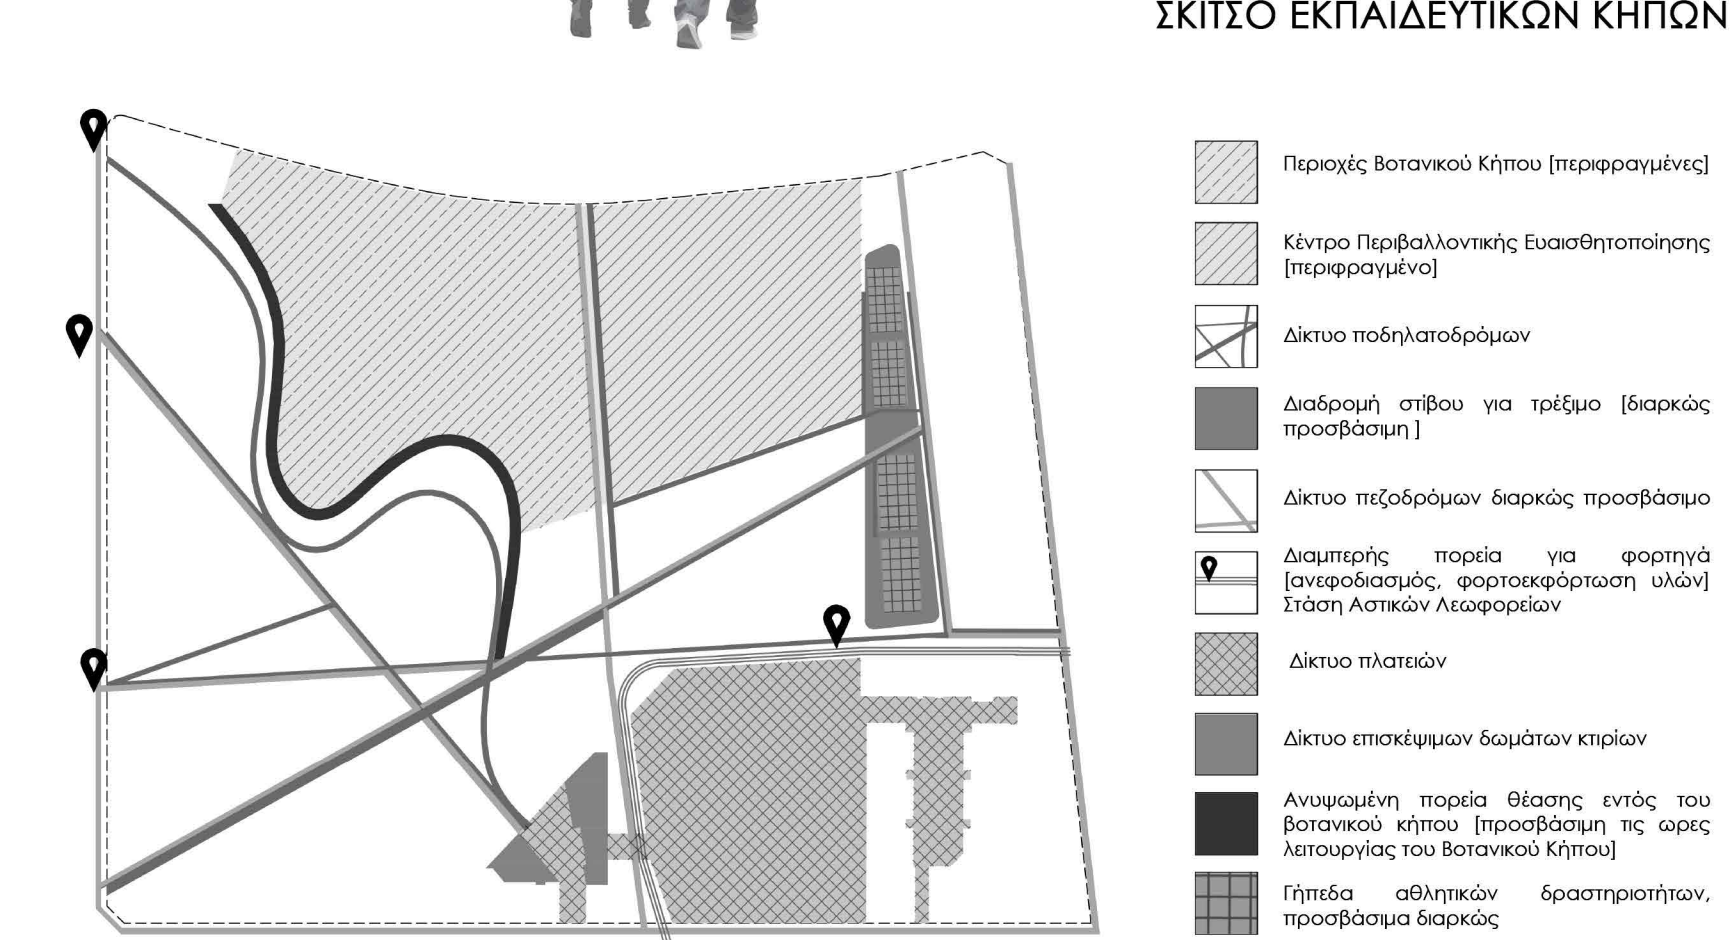 ΣΚΙΤΣΟ ΕΚΠΑΙΔΕΥΤΙΚΩΝ ΚΗΠΩΝ
Περιοχές Βοτανικού Κήπου [περιφραγμένες]
Κέντρο Περιβαλλοντικής Ευαισθητοποίησης
[περιφραγμένο]
Δίκτυο ποδηλατοδρόμων
Διαδρομή στίβου για τρέξιμο [διαρκώς
προσβάσιμη ]
Δίκτυο πεζοδρόμων διαρκώς προσβάσιμο
Διαμπερής πορεία για φορτηγά
[ανεφοδιασμός, φορτοεκφόρτωση υλών]
Στάση Αστικών Λεωφορείων
Δίκτυο πλατειών
Δίκτυο επισκέψιμων δωμάτων κτιρίων
Ανυψωμένη πορεία θέασης εντός του
βοτανικού κήπου [προσβάσιμη τις ωρες
λειτουργίας του Βοτανικού Κήπου]
Γήπεδα αθλητικών δραστηριοτήτων,
προσβάσιμα διαρκώς